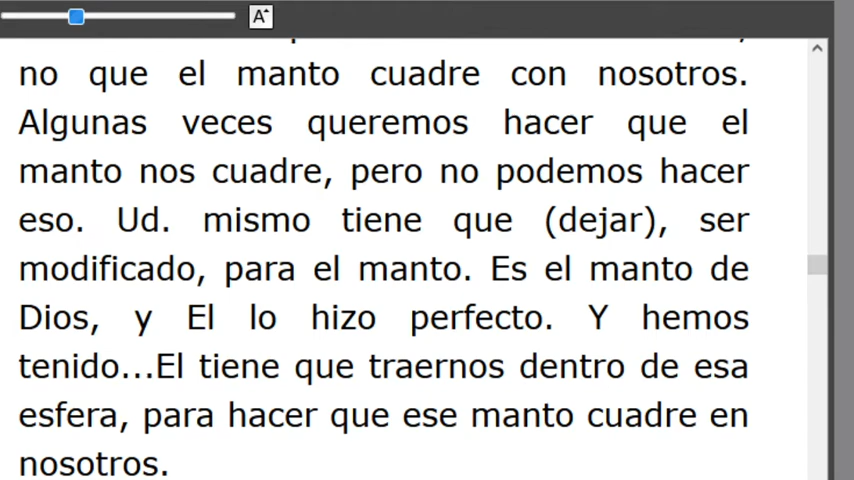 A
no que el manto cuadre con nosotros.
Algunas veces queremos hacer que el
manto nos cuadre, pero no podemos hacer
eso. Ud. mismo tiene que (dejar), ser
modificado, para el manto. Es el manto de
Dios, y El lo hizo perfecto. Y hemos
tenido...El tiene que traernos dentro de esa
esfera, para hacer que ese manto cuadre en
nosotros.